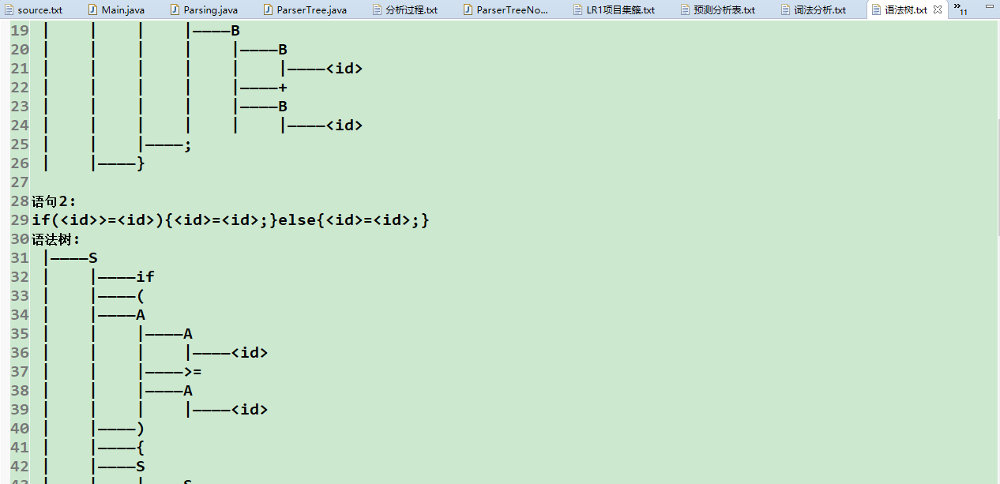 source.txt Main.java Parsing.java ParserTree.java 分析过程.txt ParserTreeNo... LR1项目集簇.txt 预测分析表.txt 词法分析.txt 语法树.txt »11
19 |    |    |    |————B
20 |    |    |    |    |————B
21 |    |    |    |    |    |————<id>
22 |    |    |    |    |————+
23 |    |    |    |    |————B
24 |    |    |    |    |    |————<id>
25 |    |    |————;
26 |    |————}
27
28 语句2:
29 if(<id>>=<id>){<id>=<id>;}else{<id>=<id>;}
30 语法树:
31 |————S
32 |    |————if
33 |    |————(
34 |    |————A
35 |    |    |————A
36 |    |    |    |————<id>
37 |    |    |————>=
38 |    |    |————A
39 |    |    |    |————<id>
40 |    |————)
41 |    |————{
42 |    |————S